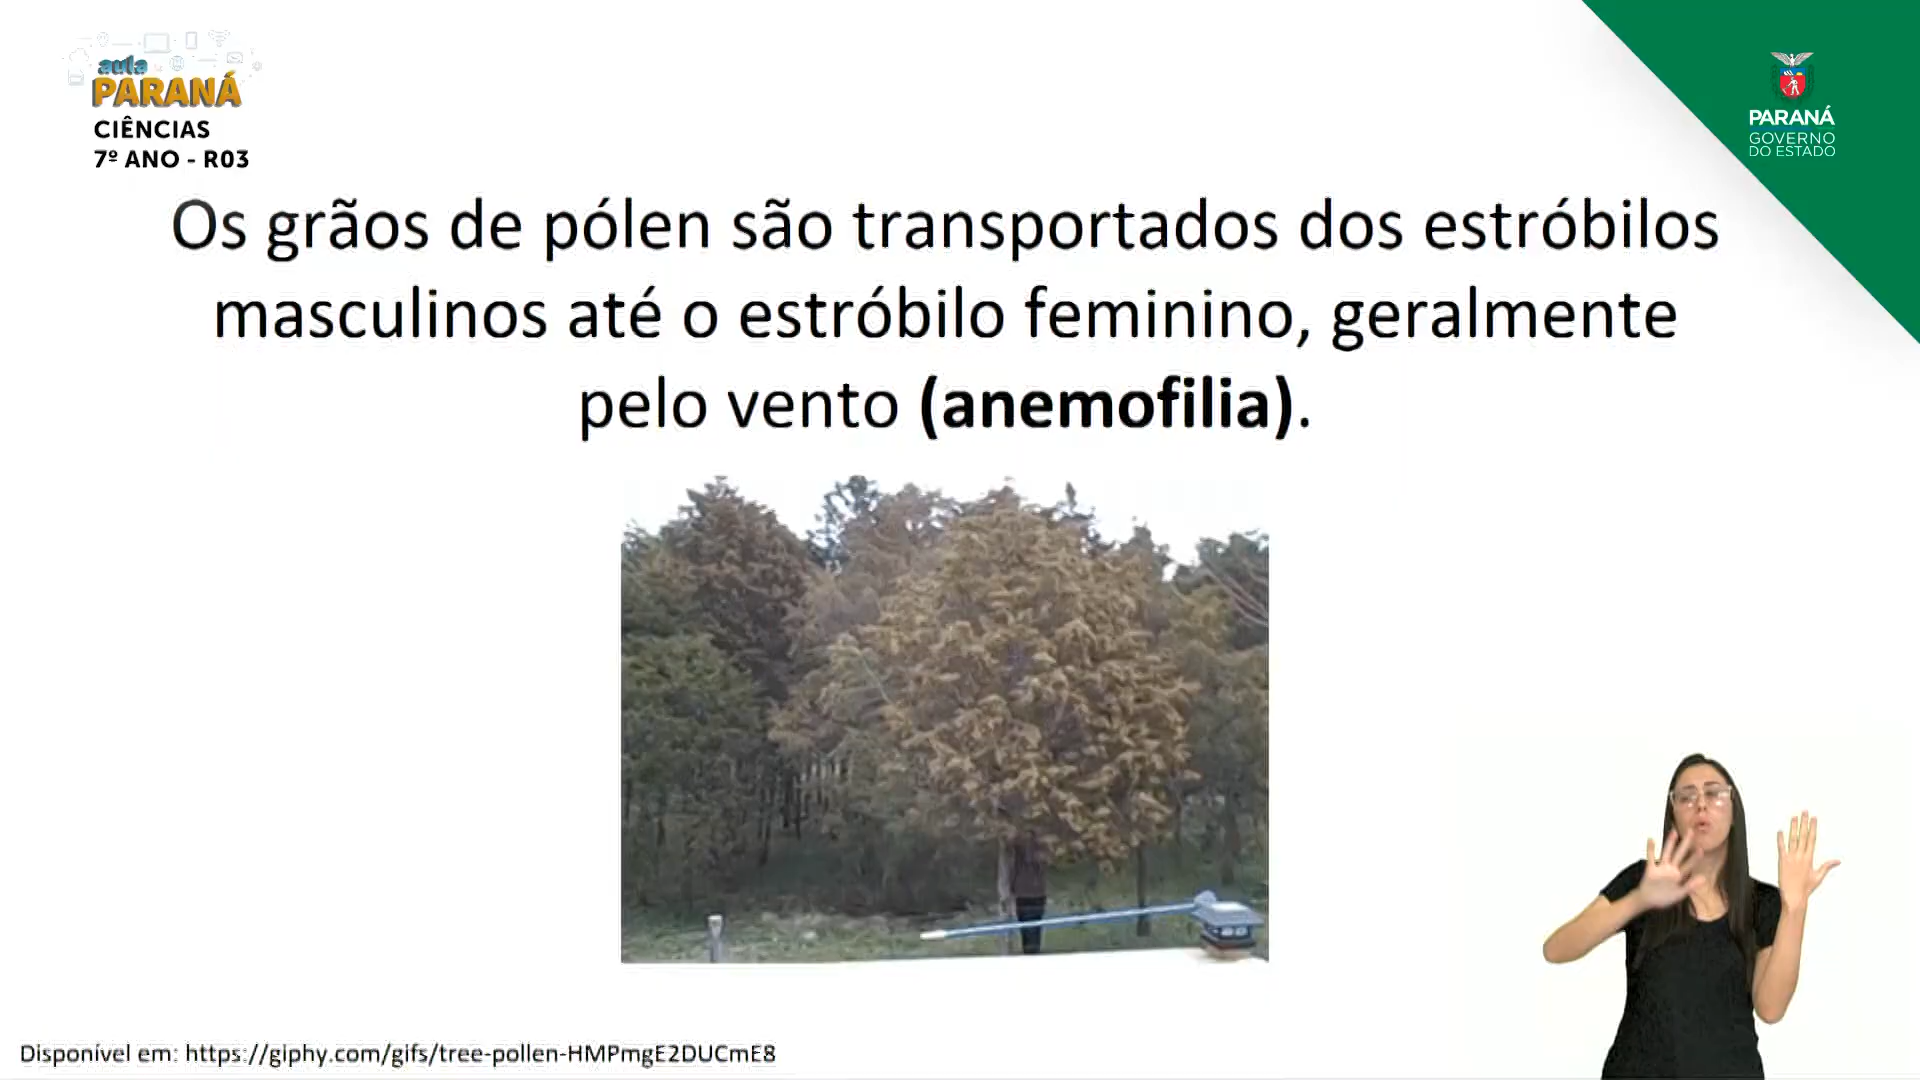 aula
PARANÁ
CIÊNCIAS
7º ANO - R03
PARANÁ
GOVERNO
DO ESTADO
Os grãos de pólen são transportados dos estróbilos
masculinos até o estróbilo feminino, geralmente
pelo vento (anemofilia).
Disponível em: https://giphy.com/gifs/tree-pollen-HMPmgE2DUCmE8